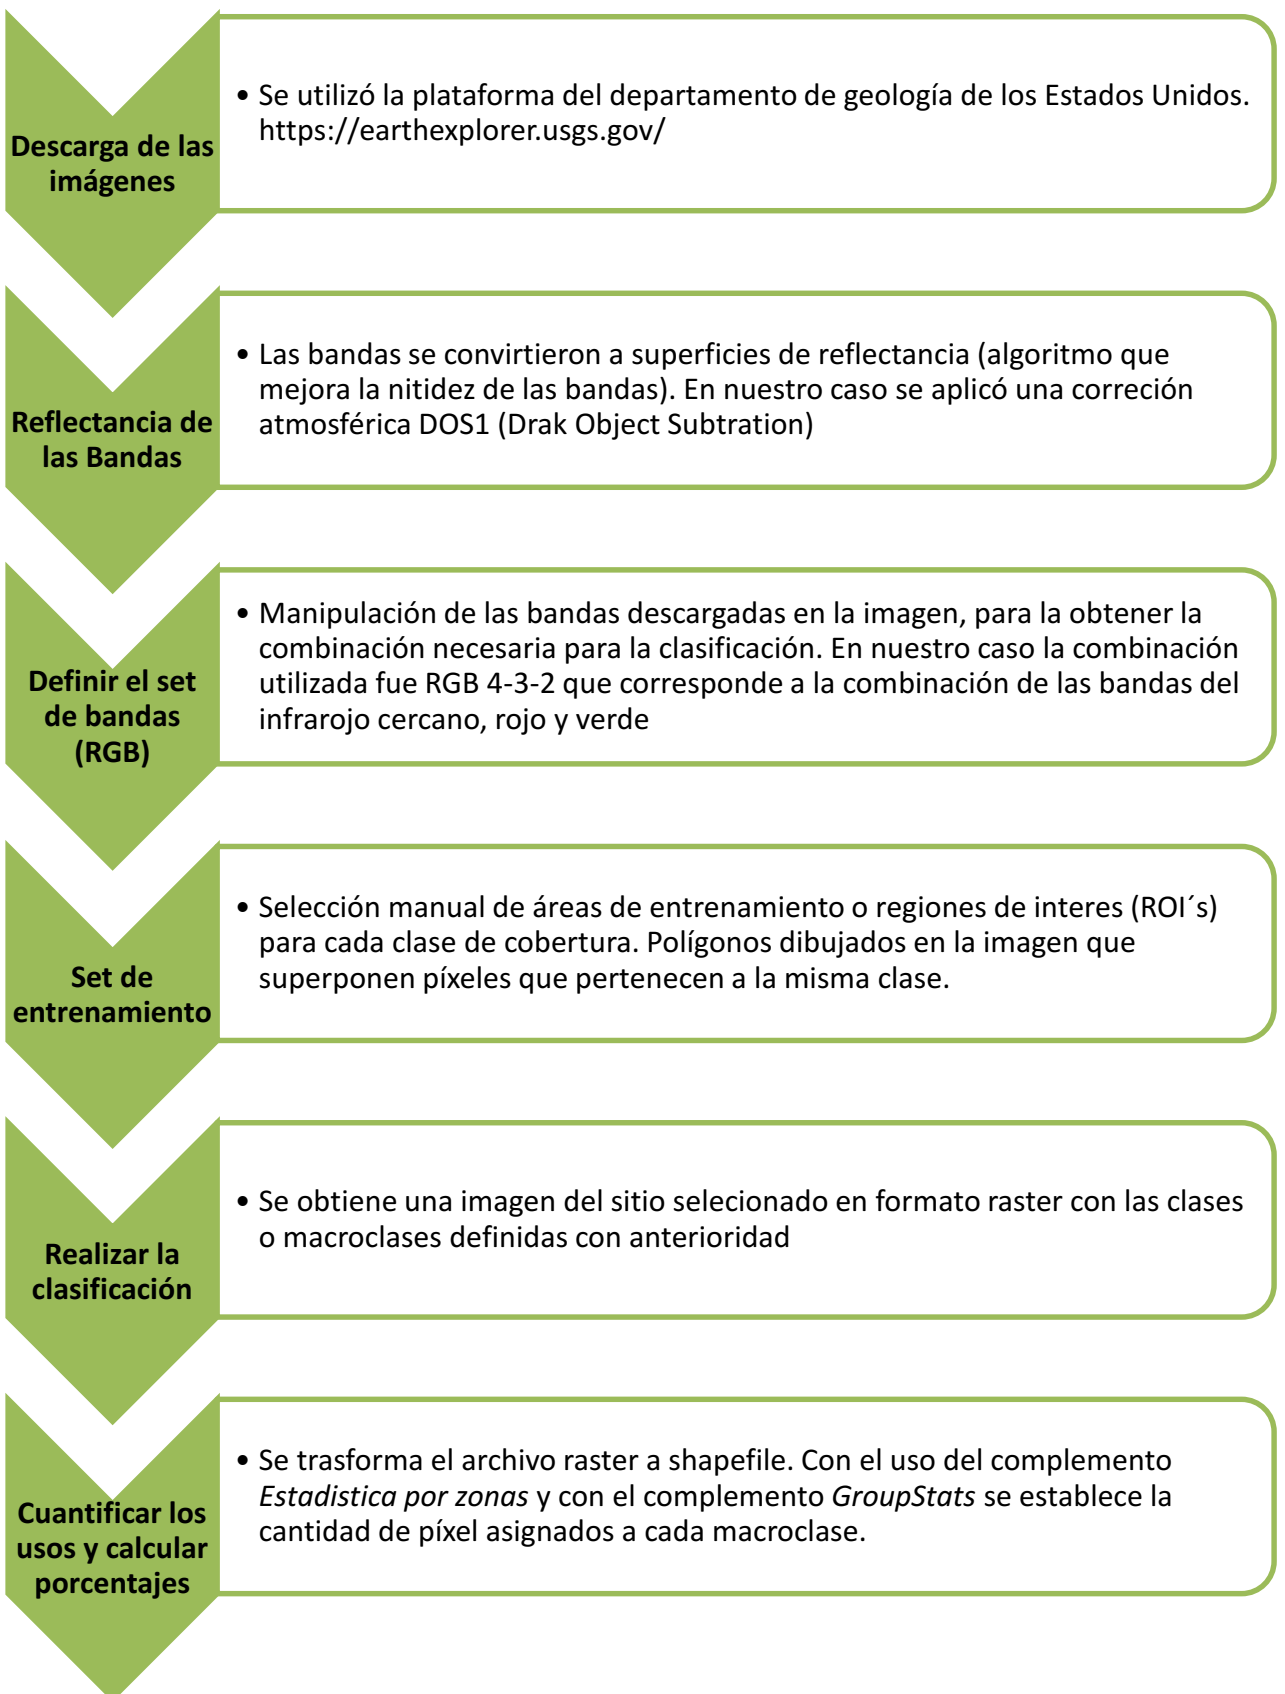 Descarga de las
imágenes
• Se utilizó la plataforma del departamento de geología de los Estados Unidos.
https://earthexplorer.usgs.gov/
Reflectancia de
las Bandas
• Las bandas se convirtieron a superficies de reflectancia (algoritmo que
mejora la nitidez de las bandas). En nuestro caso se aplicó una correción
atmosférica DOS1 (Drak Object Subtration)
Definir el set
de bandas
(RGB)
• Manipulación de las bandas descargadas en la imagen, para la obtener la
combinación necesaria para la clasificación. En nuestro caso la combinación
utilizada fue RGB 4-3-2 que corresponde a la combinación de las bandas del
infrarojo cercano, rojo y verde
Set de
entrenamiento
• Selección manual de áreas de entrenamiento o regiones de interes (ROI´s)
para cada clase de cobertura. Polígonos dibujados en la imagen que
superponen píxeles que pertenecen a la misma clase.
Realizar la
clasificación
• Se obtiene una imagen del sitio selecionado en formato raster con las clases
o macroclases definidas con anterioridad
Cuantificar los
usos y calcular
porcentajes
• Se trasforma el archivo raster a shapefile. Con el uso del complemento
Estadistica por zonas y con el complemento GroupStats se establece la
cantidad de píxel asignados a cada macroclase.